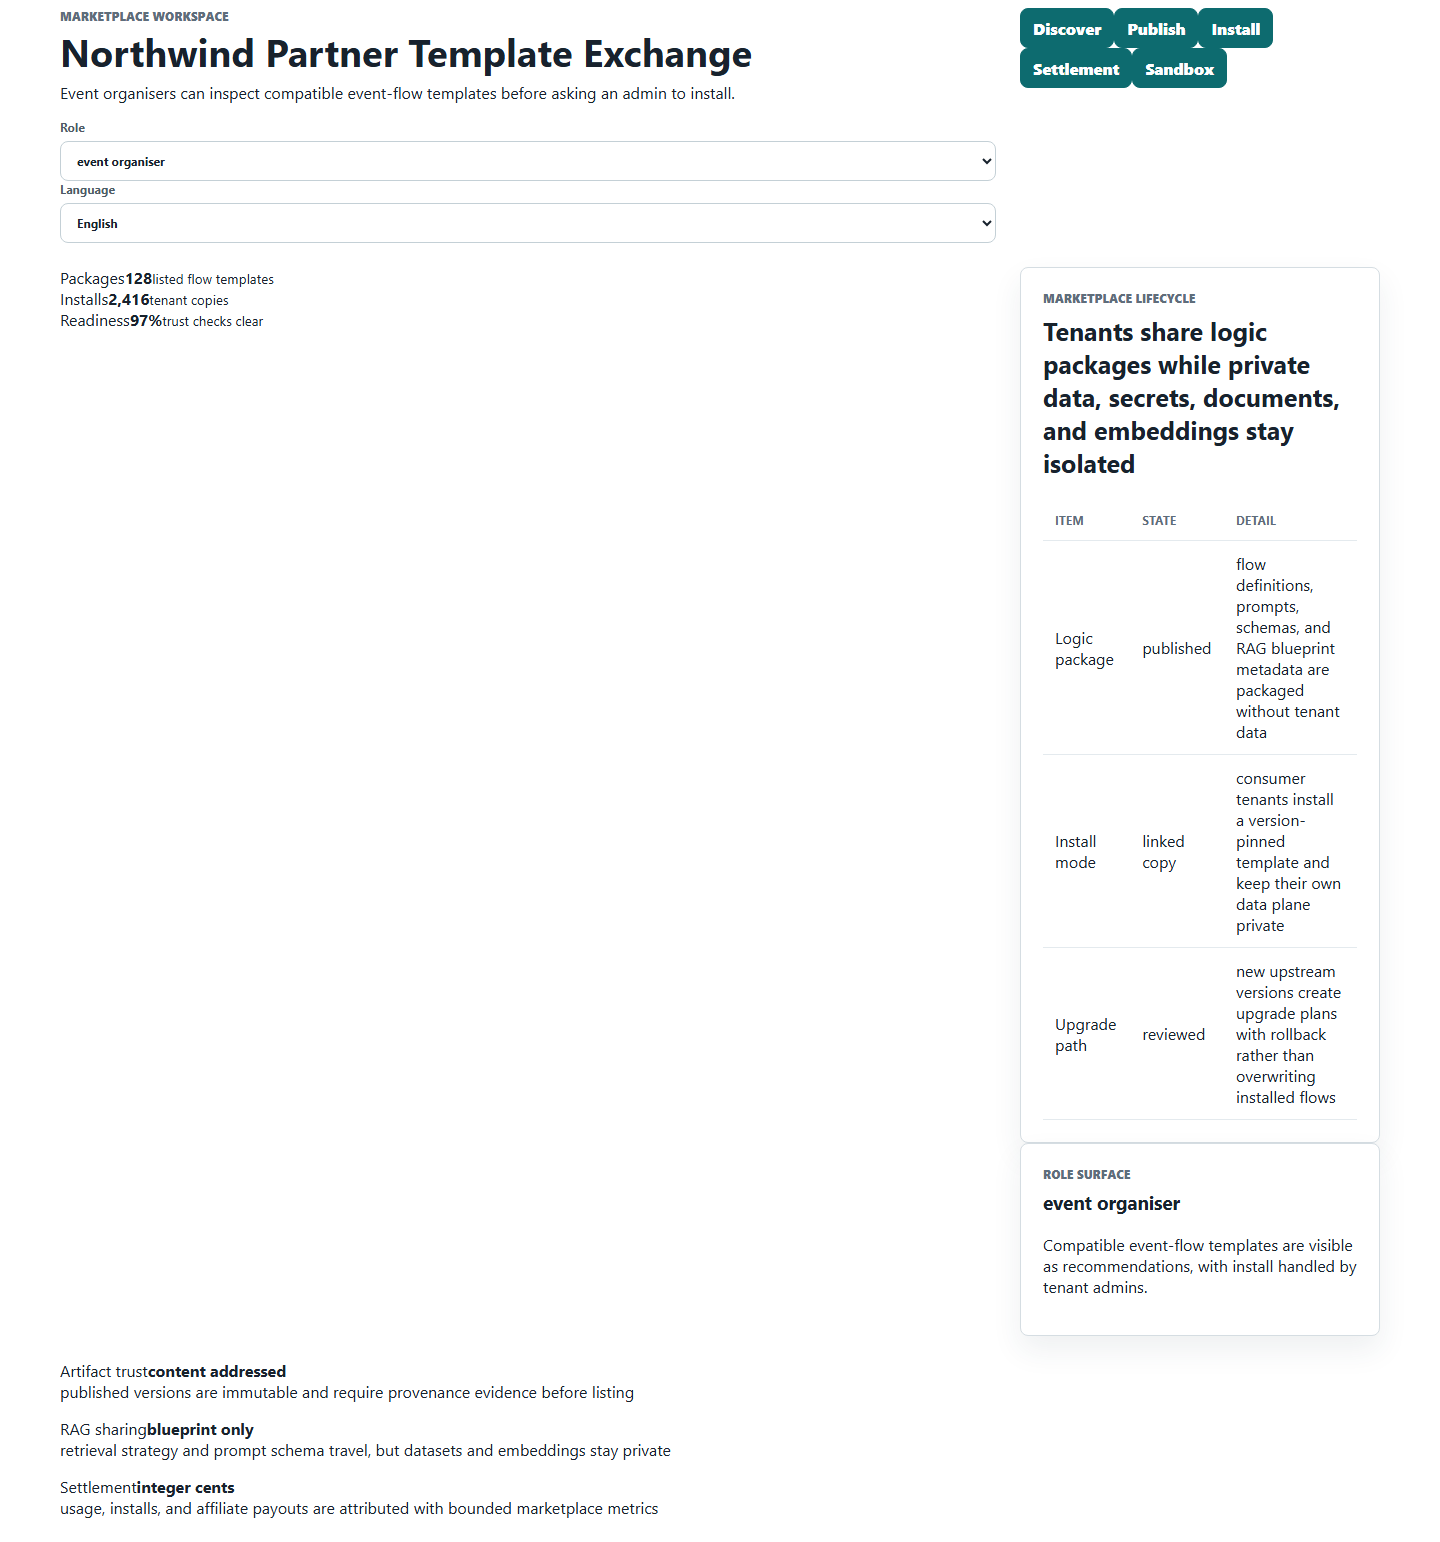 MARKETPLACE WORKSPACE
Northwind Partner Template Exchange
Event organisers can inspect compatible event-flow templates before asking an admin to install.
Role
event organiser
Language
English
Discover Publish Install
Settlement Sandbox
Packages128listed flow templates
Installs2,416tenant copies
Readiness97%trust checks clear
MARKETPLACE LIFECYCLE
Tenants share logic
packages while private
data, secrets, documents,
and embeddings stay
isolated
ITEM STATE DETAIL
Logic
package
published
flow
definitions,
prompts,
schemas, and
RAG blueprint
metadata are
packaged
without tenant
data
Install
mode
linked
copy
consumer
tenants install
a version-
pinned
template and
keep their own
data plane
private
Upgrade
path
reviewed
new upstream
versions create
upgrade plans
with rollback
rather than
overwriting
installed flows
ROLE SURFACE
event organiser
Compatible event-flow templates are visible
as recommendations, with install handled by
tenant admins.
Artifact trustcontent addressed
published versions are immutable and require provenance evidence before listing
RAG sharingblueprint only
retrieval strategy and prompt schema travel, but datasets and embeddings stay private
Settlementinteger cents
usage, installs, and affiliate payouts are attributed with bounded marketplace metrics